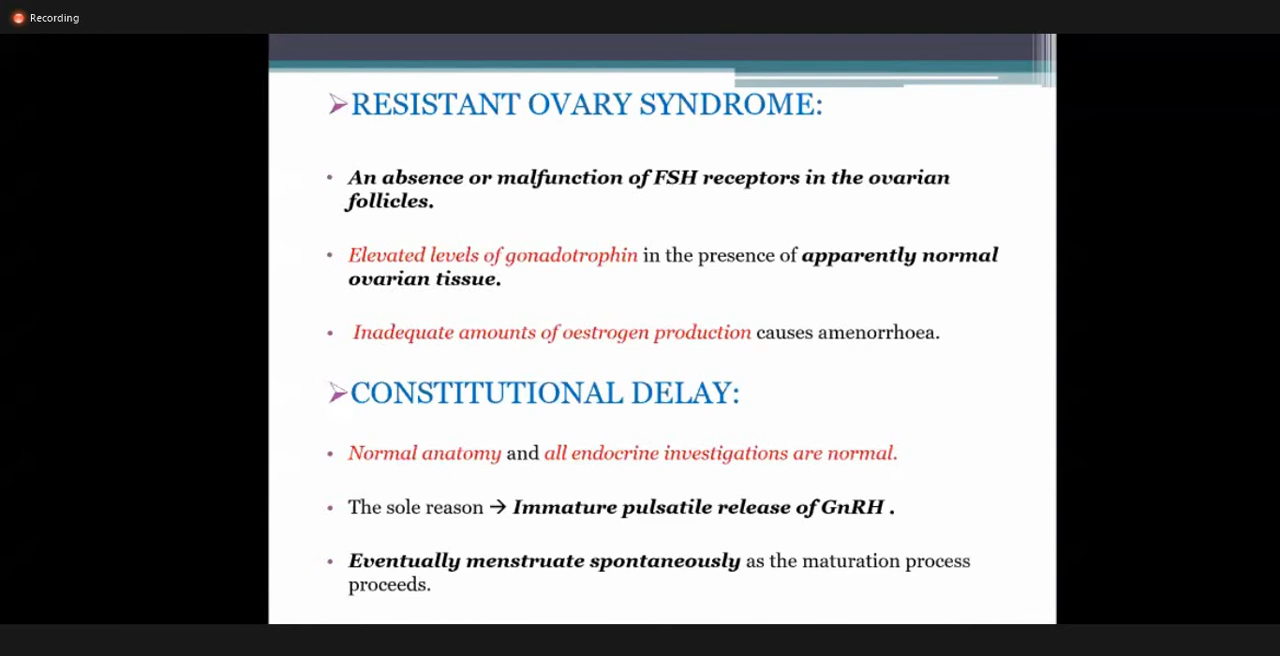 Recording
➢RESISTANT OVARY SYNDROME:
• An absence or malfunction of FSH receptors in the ovarian
follicles.
• Elevated levels of gonadotrophin in the presence of apparently normal
ovarian tissue.
• Inadequate amounts of oestrogen production causes amenorrhoea.
➢CONSTITUTIONAL DELAY:
• Normal anatomy and all endocrine investigations are normal.
• The sole reason → Immature pulsatile release of GnRH .
• Eventually menstruate spontaneously as the maturation process
proceeds.